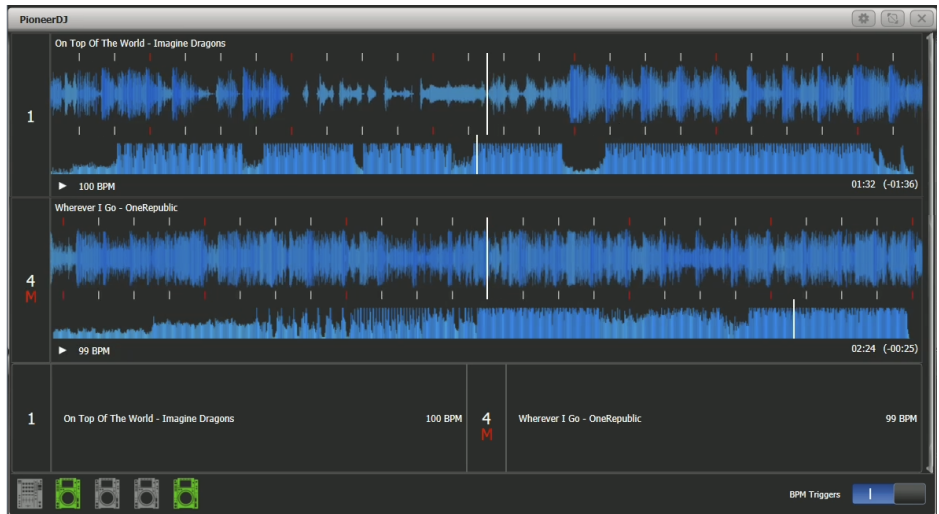 PioneerDJ
On Top Of The World - Imagine Dragons
1
100 BPM
01:32 (-01:36)
Wherever I Go - OneRepublic
4
M
99 BPM
02:24 (-00:25)
1
On Top Of The World - Imagine Dragons
100 BPM
4
M
Wherever I Go - OneRepublic
99 BPM
BPM Triggers